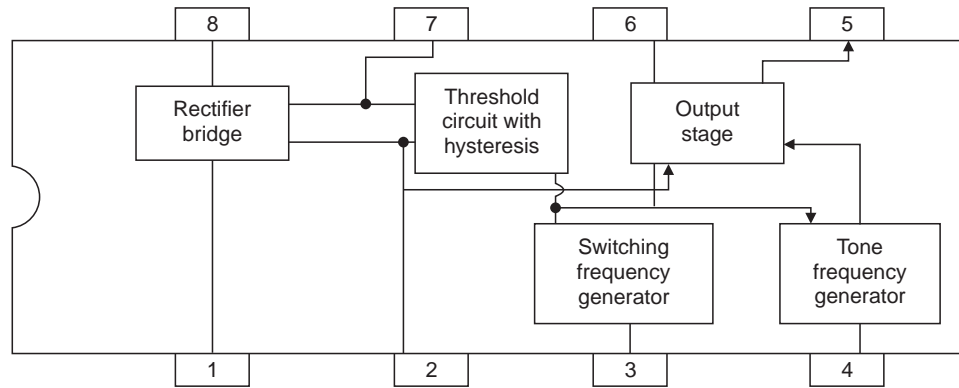 8
7
6
5
Rectifier
bridge
Threshold
circuit with
hysteresis
Output
stage
Switching
frequency
generator
Tone
frequency
generator
1
2
3
4